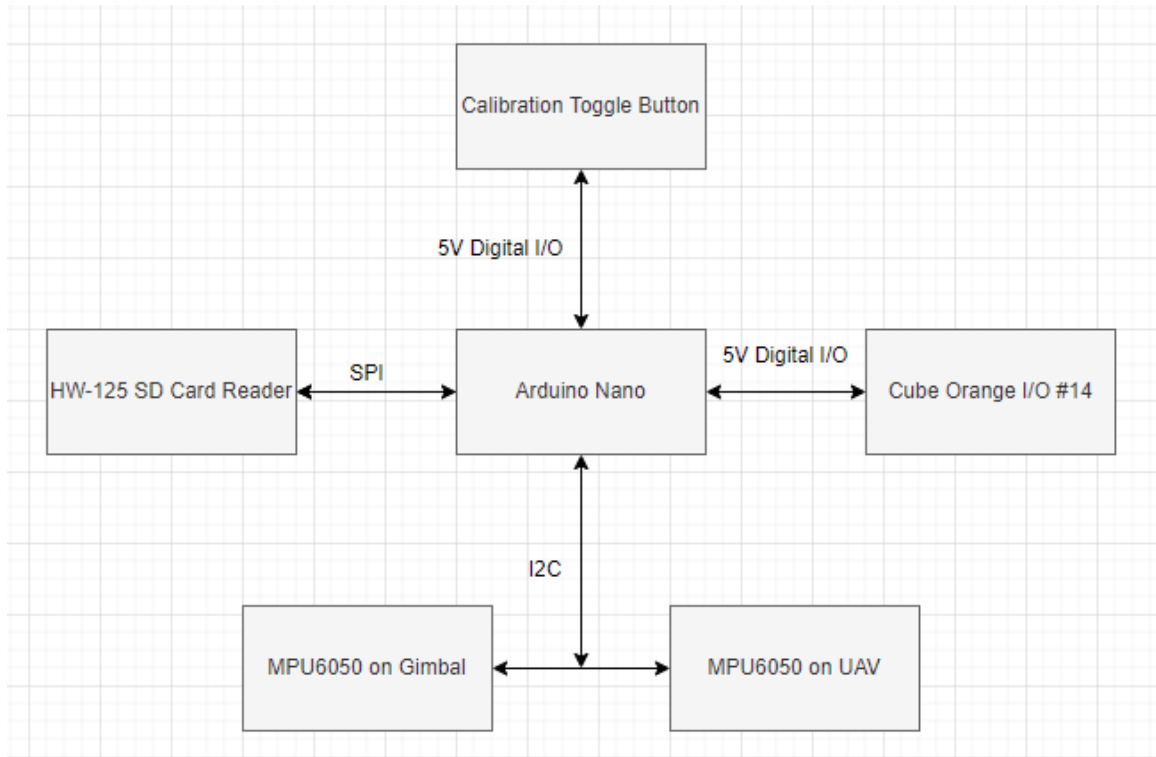 Calibration Toggle Button
5V Digital I/O
HW-125 SD Card Reader
SPI
Arduino Nano
5V Digital I/O
Cube Orange I/O #14
I2C
MPU6050 on Gimbal
MPU6050 on UAV